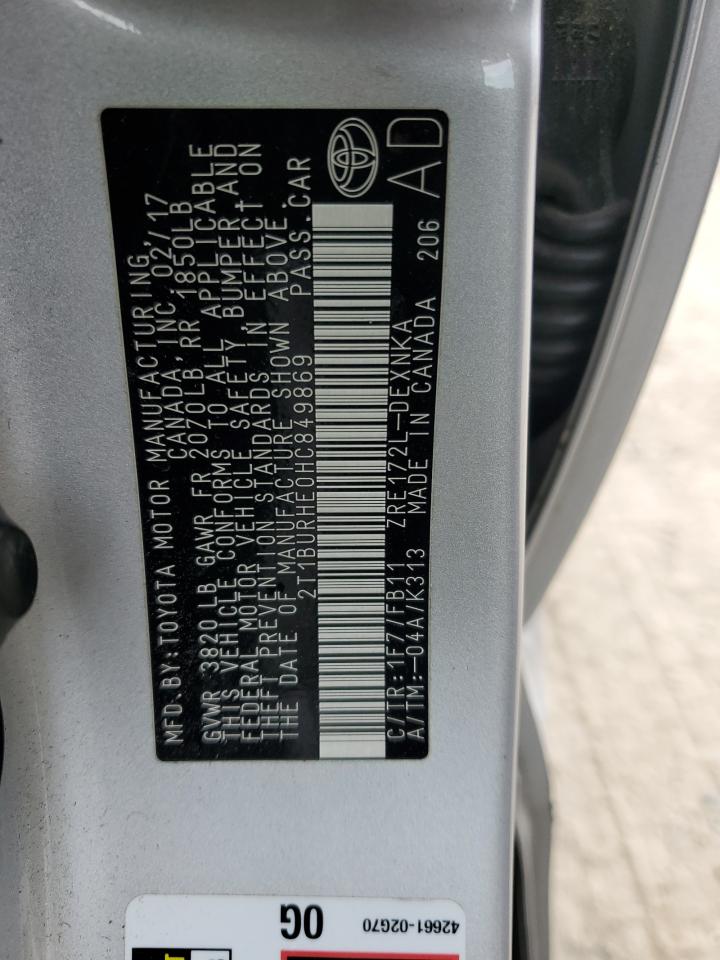 MFD.BY:TOYOTA MOTOR MANUFACTURING,
CANADA,INC.02/17
GVWR 3820LB GAWR FR 2070LB,RR 1850LB
THIS VEHICLE CONFORMS TO ALL APPLICABLE
FEDERAL MOTOR VEHICLE SAFETY,BUMPER,AND
THEFT PREVENTION STANDARDS IN EFFECT ON
THE DATE OF MANUFACTURE SHOWN ABOVE.
2T1BURHE0HC849869 PASS.CAR
C/TR:1F7/FB11 ZRE172L-DEXNKA
A/TM:-04A/K313 MADE IN CANADA 206
AD
42661-02G70
0G